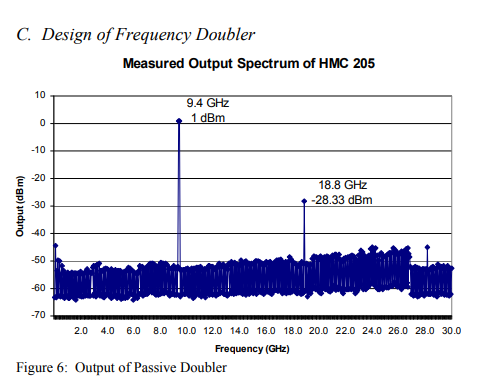 C. Design of Frequency Doubler
Measured Output Spectrum of HMC 205
10
0
-10
-20
-30
-40
-50
-60
-70
Output (dBm)
9.4 GHz
1 dBm
18.8 GHz
-28.33 dBm
2.0 4.0 6.0 8.0 10.0 12.0 14.0 16.0 18.0 20.0 22.0 24.0 26.0 28.0 30.0
Frequency (GHz)
Figure 6: Output of Passive Doubler